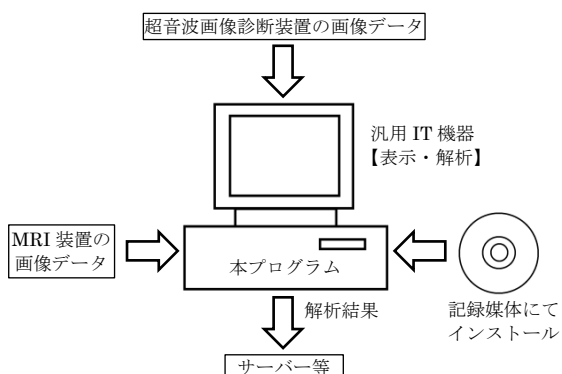 超音波画像診断装置の画像データ
汎用 IT 機器
【表示・解析】
MRI 装置の
画像データ
本プログラム
記録媒体にて
インストール
解析結果
サーバー等